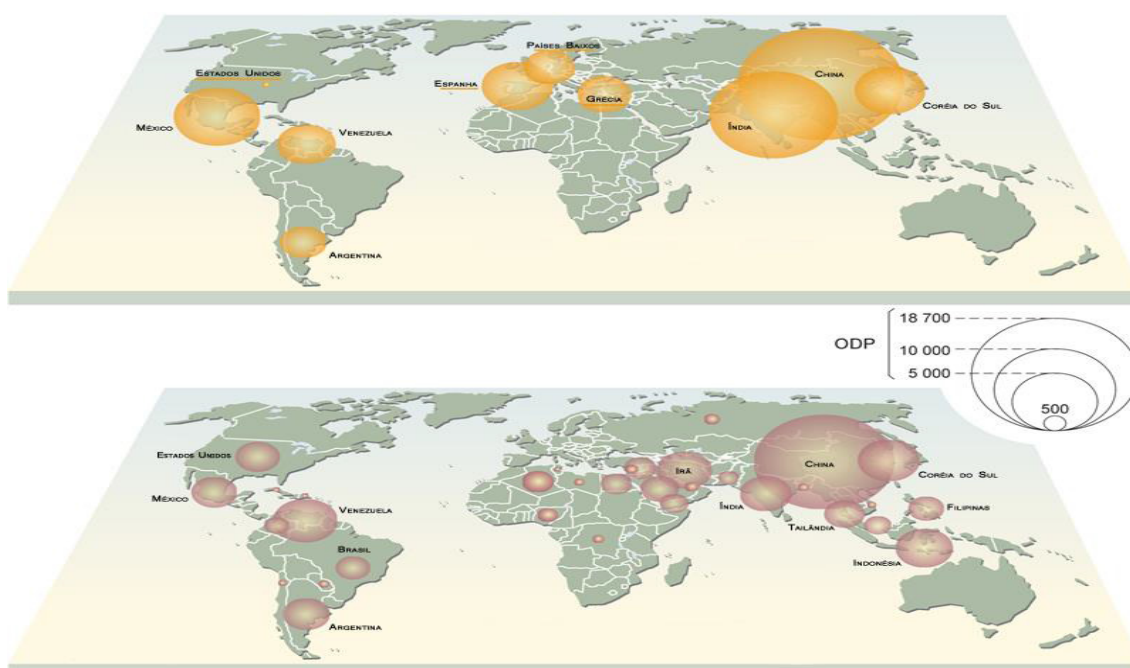 PAÍSES BAIXOS
ESTADOS UNIDOS
ESPANHA
CHINA
GRÉCIA
CORÉIA DO SUL
MÉXICO
VENEZUELA
ÍNDIA
ARGENTINA
18 700
ODP
10 000
5 000
500
ESTADOS UNIDOS
IRÃ
CHINA
CORÉIA DO SUL
MÉXICO
VENEZUELA
ÍNDIA
FILIPINAS
TAILÂNDIA
BRASIL
INDONÉSIA
ARGENTINA